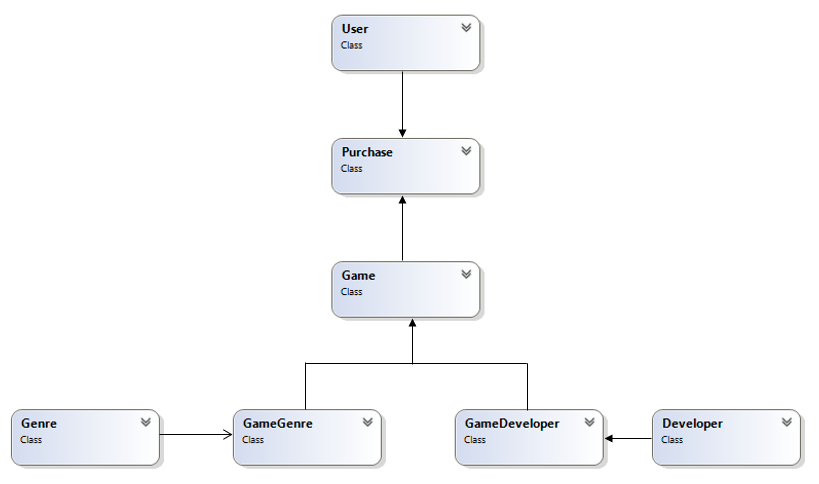 User
Class
Purchase
Class
Game
Class
Genre
Class
GameGenre
Class
GameDeveloper
Class
Developer
Class